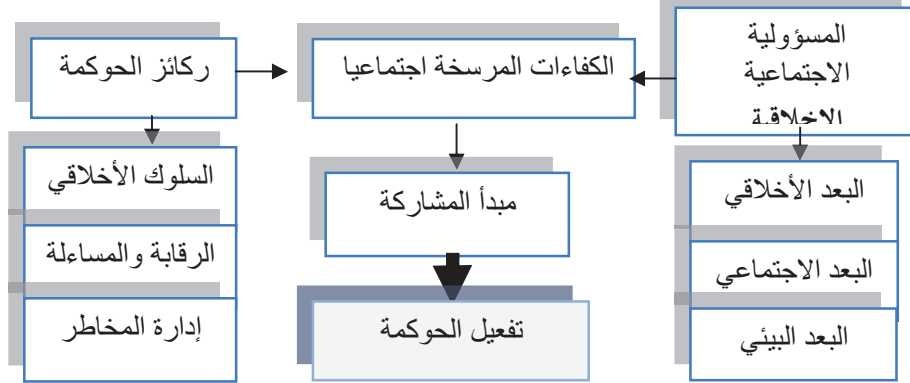 المسؤولية
الاجتماعية
الاخلاقية
الكفاءات المرسخة اجتماعيا
ركائز الحوكمة
البعد الأخلاقي
مبدأ المشاركة
السلوك الأخلاقي
البعد الاجتماعي
الرقابة والمساءلة
البعد البيئي
تفعيل الحوكمة
إدارة المخاطر